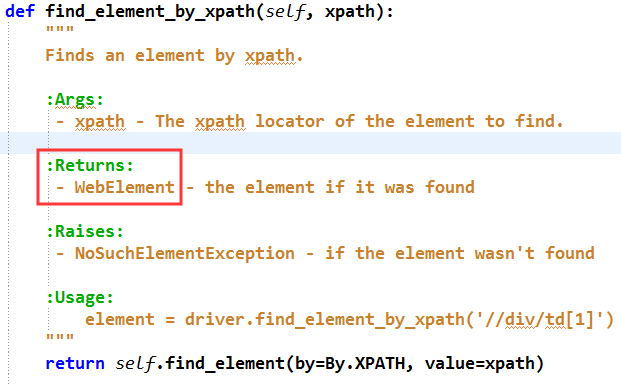 def find_element_by_xpath(self, xpath):
"""
Finds an element by xpath.
:Args:
- xpath - The xpath locator of the element to find.
:Returns:
- WebElement - the element if it was found
:Raises:
- NoSuchElementException - if the element wasn't found
:Usage:
element = driver.find_element_by_xpath('//div/td[1]')
"""
return self.find_element(by=By.XPATH, value=xpath)